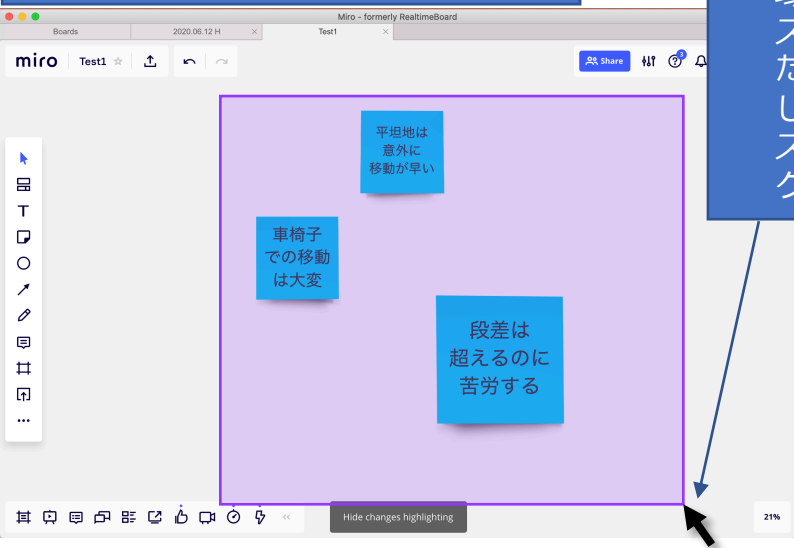 Miro - formerly RealtimeBoard
Boards
2020.06.12 H
Test1
miro
Test1
Share
3
平坦地は
意外に
移動が早い
車椅子
での移動
は大変
段差は
超えるのに
苦労する
Hide changes highlighting
21%